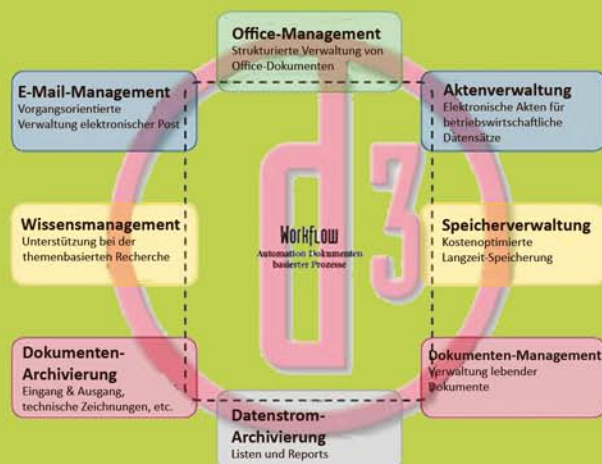 Office-Management
Strukturierte Verwaltung von
Office-Dokumenten
E-Mail-Management
Vorgangsorientierte
Verwaltung elektronischer Post
Aktenverwaltung
Elektronische Akten für
betriebswirtschaftliche
Datensätze
Wissensmanagement
Unterstützung bei der
themenbasierten Recherche
d3
Workflow
Automation Dokumenten
basierter Prozesse
Speicherverwaltung
Kostenoptimierte
Langzeit-Speicherung
Dokumenten-
Archivierung
Eingang & Ausgang,
technische Zeichnungen, etc.
Dokumenten-Management
Verwaltung lebender
Dokumente
Datenstrom-
Archivierung
Listen und Reports